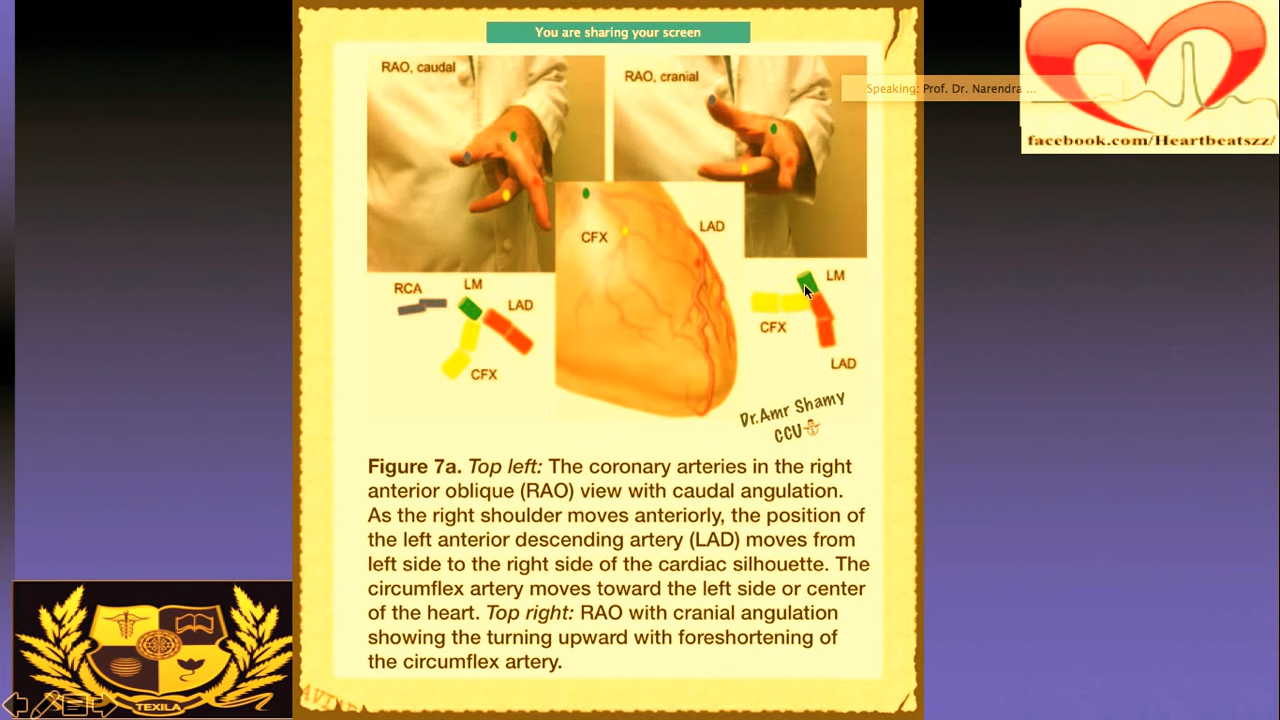 You are sharing your screen
RAO, caudal
RAO, cranial
Speaking: Prof. Dr. Narendra ...
facebook.com/Heartbeatszz/
CFX
LAD
RCA
LM
LAD
CFX
LM
CFX
LAD
Dr.Amr Shamy
CCU
Figure 7a. Top left: The coronary arteries in the right
anterior oblique (RAO) view with caudal angulation.
As the right shoulder moves anteriorly, the position of
the left anterior descending artery (LAD) moves from
left side to the right side of the cardiac silhouette. The
circumflex artery moves toward the left side or center
of the heart. Top right: RAO with cranial angulation
showing the turning upward with foreshortening of
the circumflex artery.
TEXILA